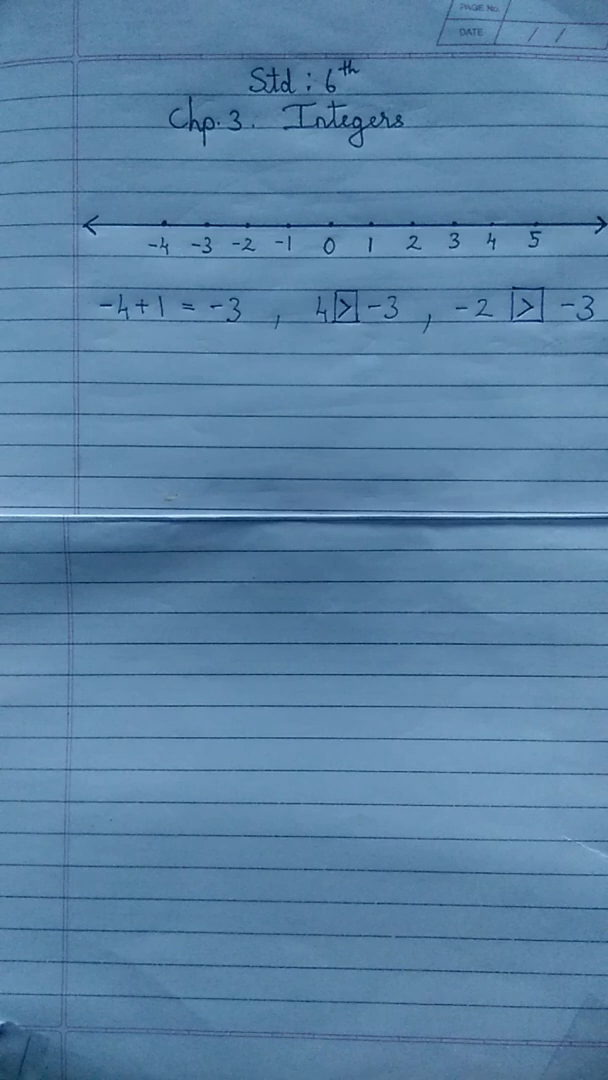 PAGE No.
DATE / /
Std : 6th
Chp. 3. Integers
-4 -3 -2 -1 0 1 2 3 4 5
-4+1 = -3 , 4 > -3 , -2 > -3